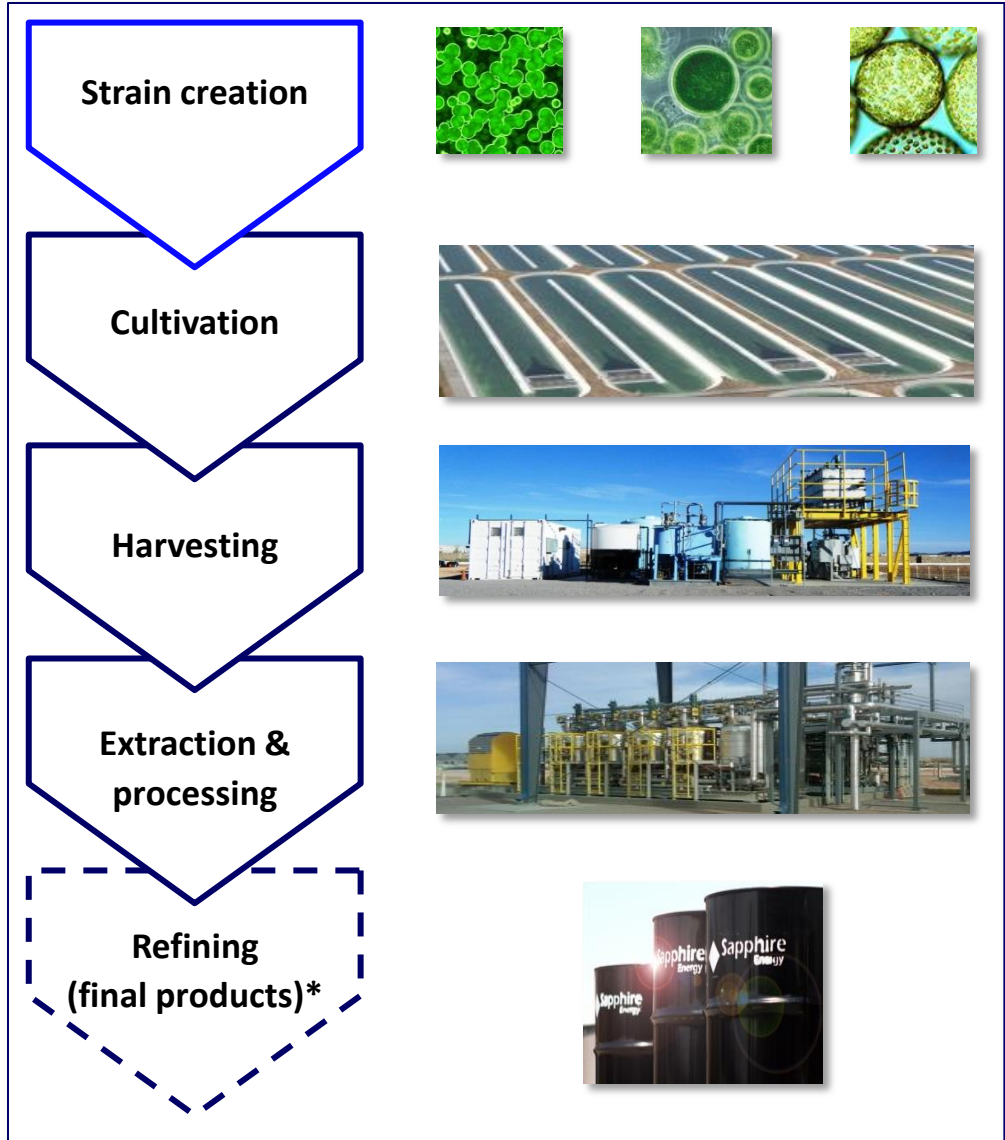 Strain creation
Cultivation
Harvesting
Extraction &
processing
Refining
(final products)*
Sapphire
Energy
Sapphire
Energy
Sapphire
Energy